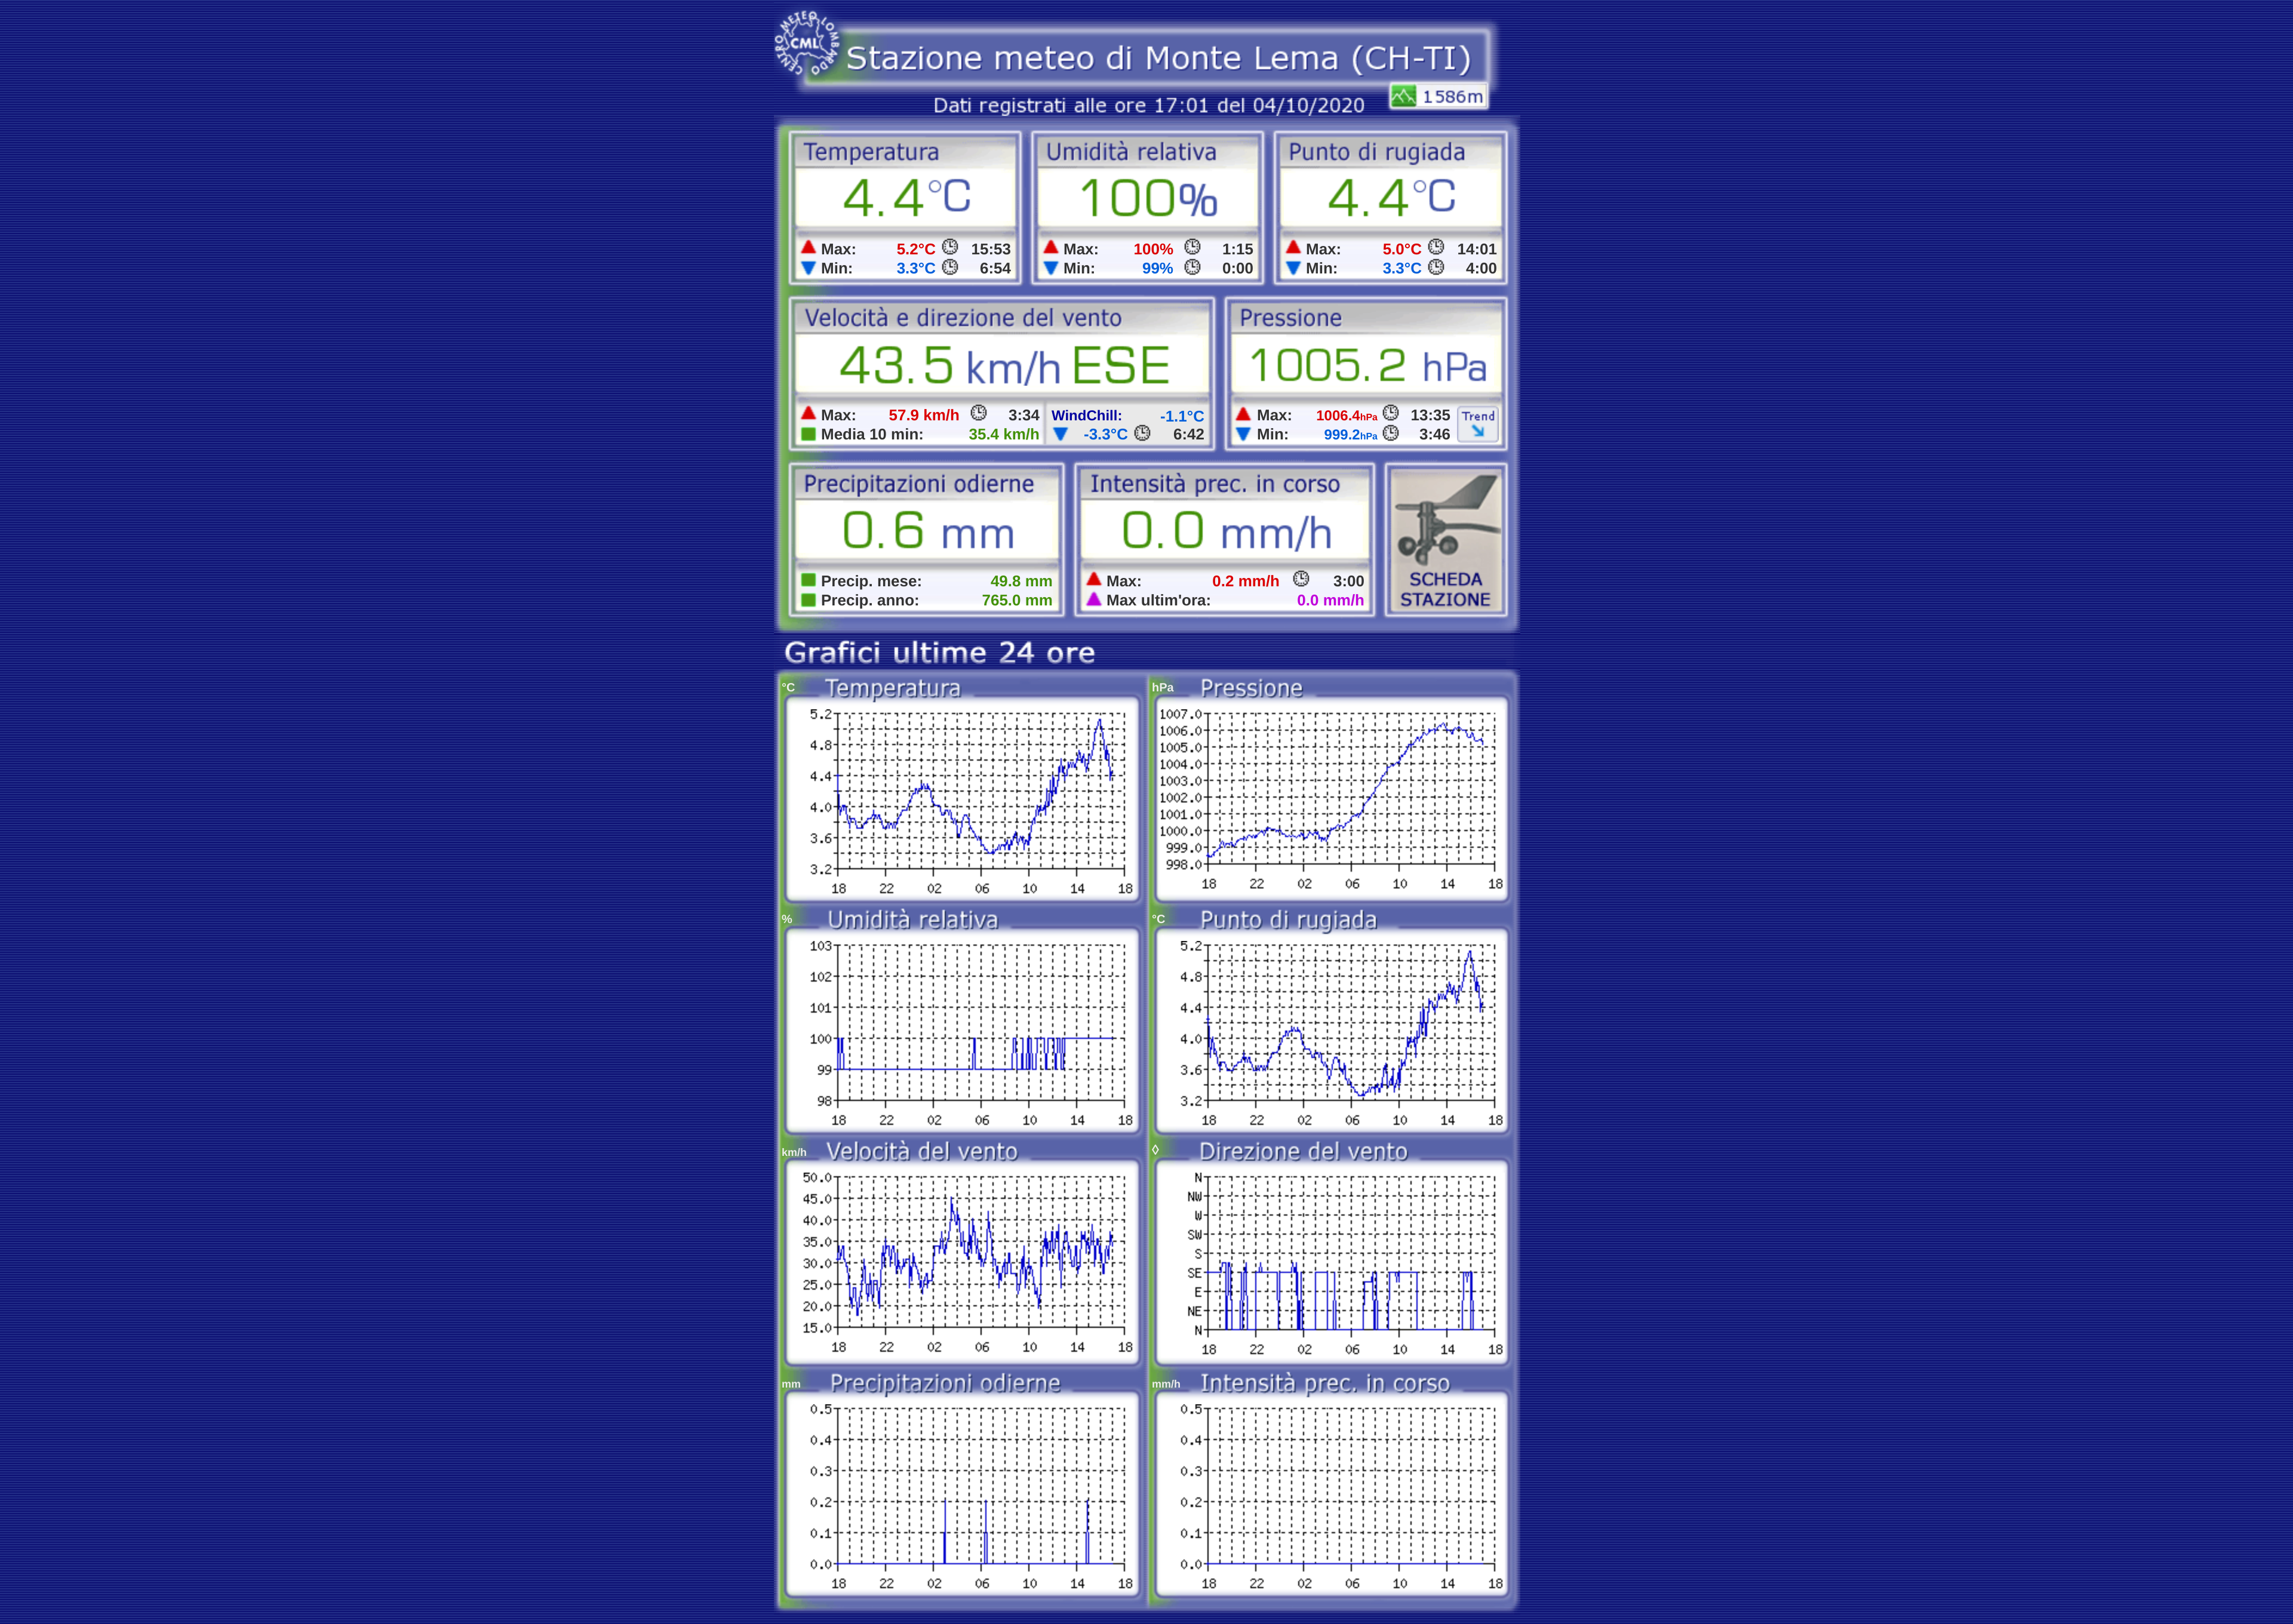 CENTRO METEO LOMBARDO
CML
Stazione meteo di Monte Lema (CH-TI)
1586m
Dati registrati alle ore 17:01 del 04/10/2020
Temperatura
4.4°C
Max: 5.2°C 15:53
Min: 3.3°C 6:54
Umidità relativa
100%
Max: 100% 1:15
Min: 99% 0:00
Punto di rugiada
4.4°C
Max: 5.0°C 14:01
Min: 3.3°C 4:00
Velocità e direzione del vento
43.5 km/h ESE
Max: 57.9 km/h 3:34
Media 10 min: 35.4 km/h
WindChill: -1.1°C
-3.3°C 6:42
Pressione
1005.2 hPa
Max: 1006.4hPa 13:35
Min: 999.2hPa 3:46
Trend
Precipitazioni odierne
0.6 mm
Precip. mese: 49.8 mm
Precip. anno: 765.0 mm
Intensità prec. in corso
0.0 mm/h
Max: 0.2 mm/h 3:00
Max ultim'ora: 0.0 mm/h
SCHEDA
STAZIONE
Grafici ultime 24 ore
°C Temperatura
5.2
4.8
4.4
4.0
3.6
3.2
18 22 02 06 10 14 18
hPa Pressione
1007.0
1006.0
1005.0
1004.0
1003.0
1002.0
1001.0
1000.0
999.0
998.0
18 22 02 06 10 14 18
% Umidità relativa
103
102
101
100
99
98
18 22 02 06 10 14 18
°C Punto di rugiada
5.2
4.8
4.4
4.0
3.6
3.2
18 22 02 06 10 14 18
km/h Velocità del vento
50.0
45.0
40.0
35.0
30.0
25.0
20.0
15.0
18 22 02 06 10 14 18
◊ Direzione del vento
N
NW
W
SW
S
SE
E
NE
N
18 22 02 06 10 14 18
mm Precipitazioni odierne
0.5
0.4
0.3
0.2
0.1
0.0
18 22 02 06 10 14 18
mm/h Intensità prec. in corso
0.5
0.4
0.3
0.2
0.1
0.0
18 22 02 06 10 14 18